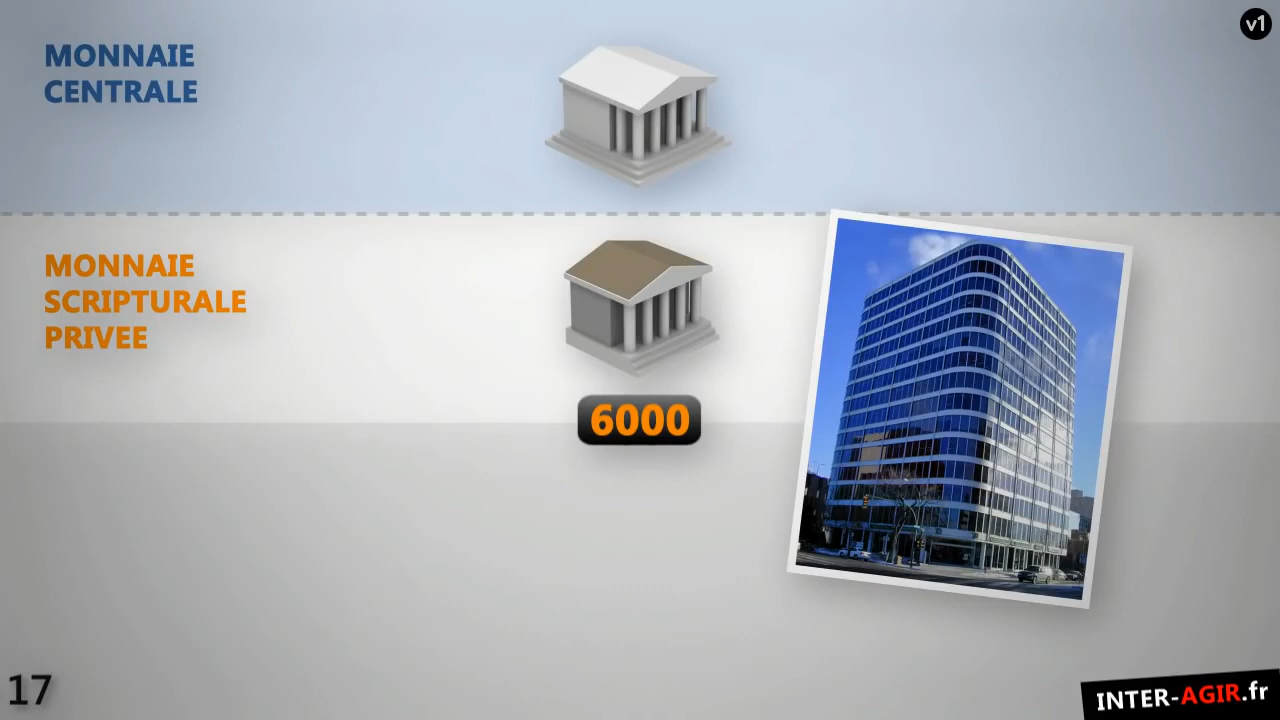 MONNAIE
CENTRALE
v1
MONNAIE
SCRIPTURALE
PRIVEE
6000
17
INTER-AGIR.fr